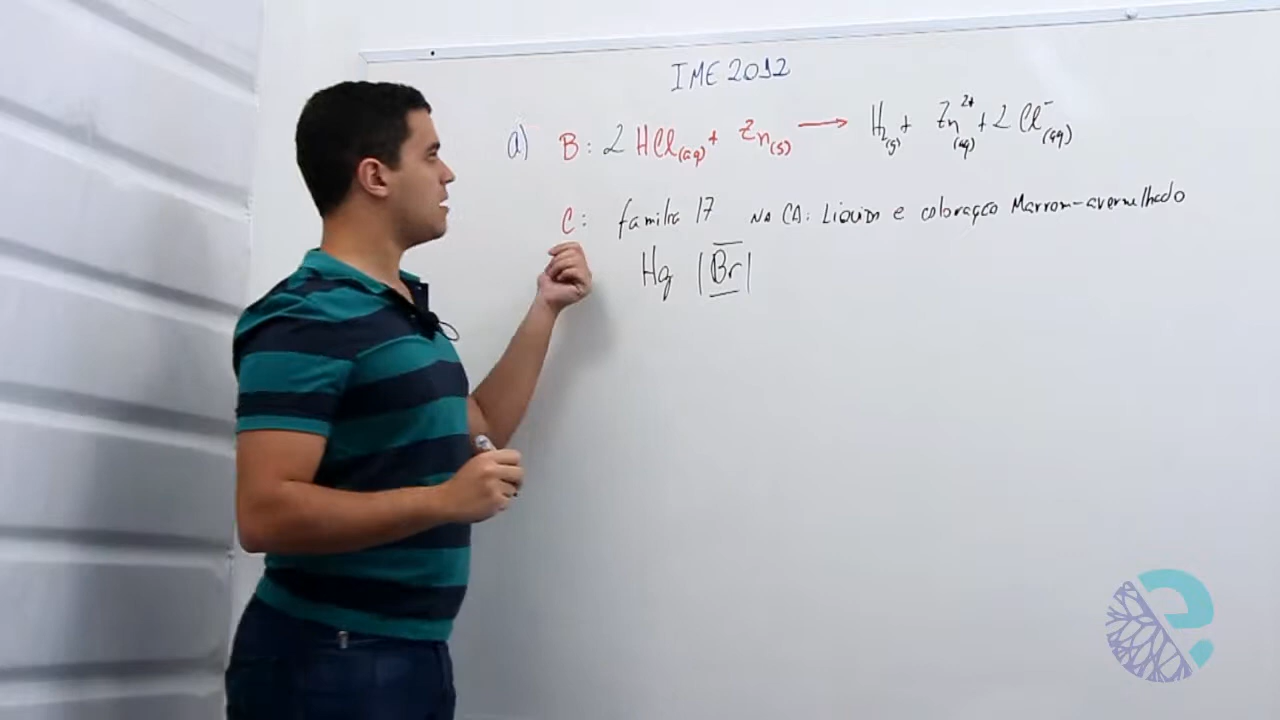 IME 2012
a) B: 2 HCl(aq) + Zn(s) → H2(g) + Zn2+(aq) + 2 Cl-(aq)
C: família 17 na CA: Líquido e coloração Marrom-avermelhado
Hg |Br|